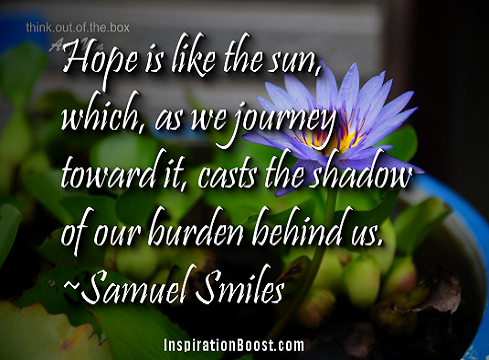 think.out.of.the.box
Hope is like the sun,
which, as we journey
toward it, casts the shadow
of our burden behind us.
~Samuel Smiles
InspirationBoost.com